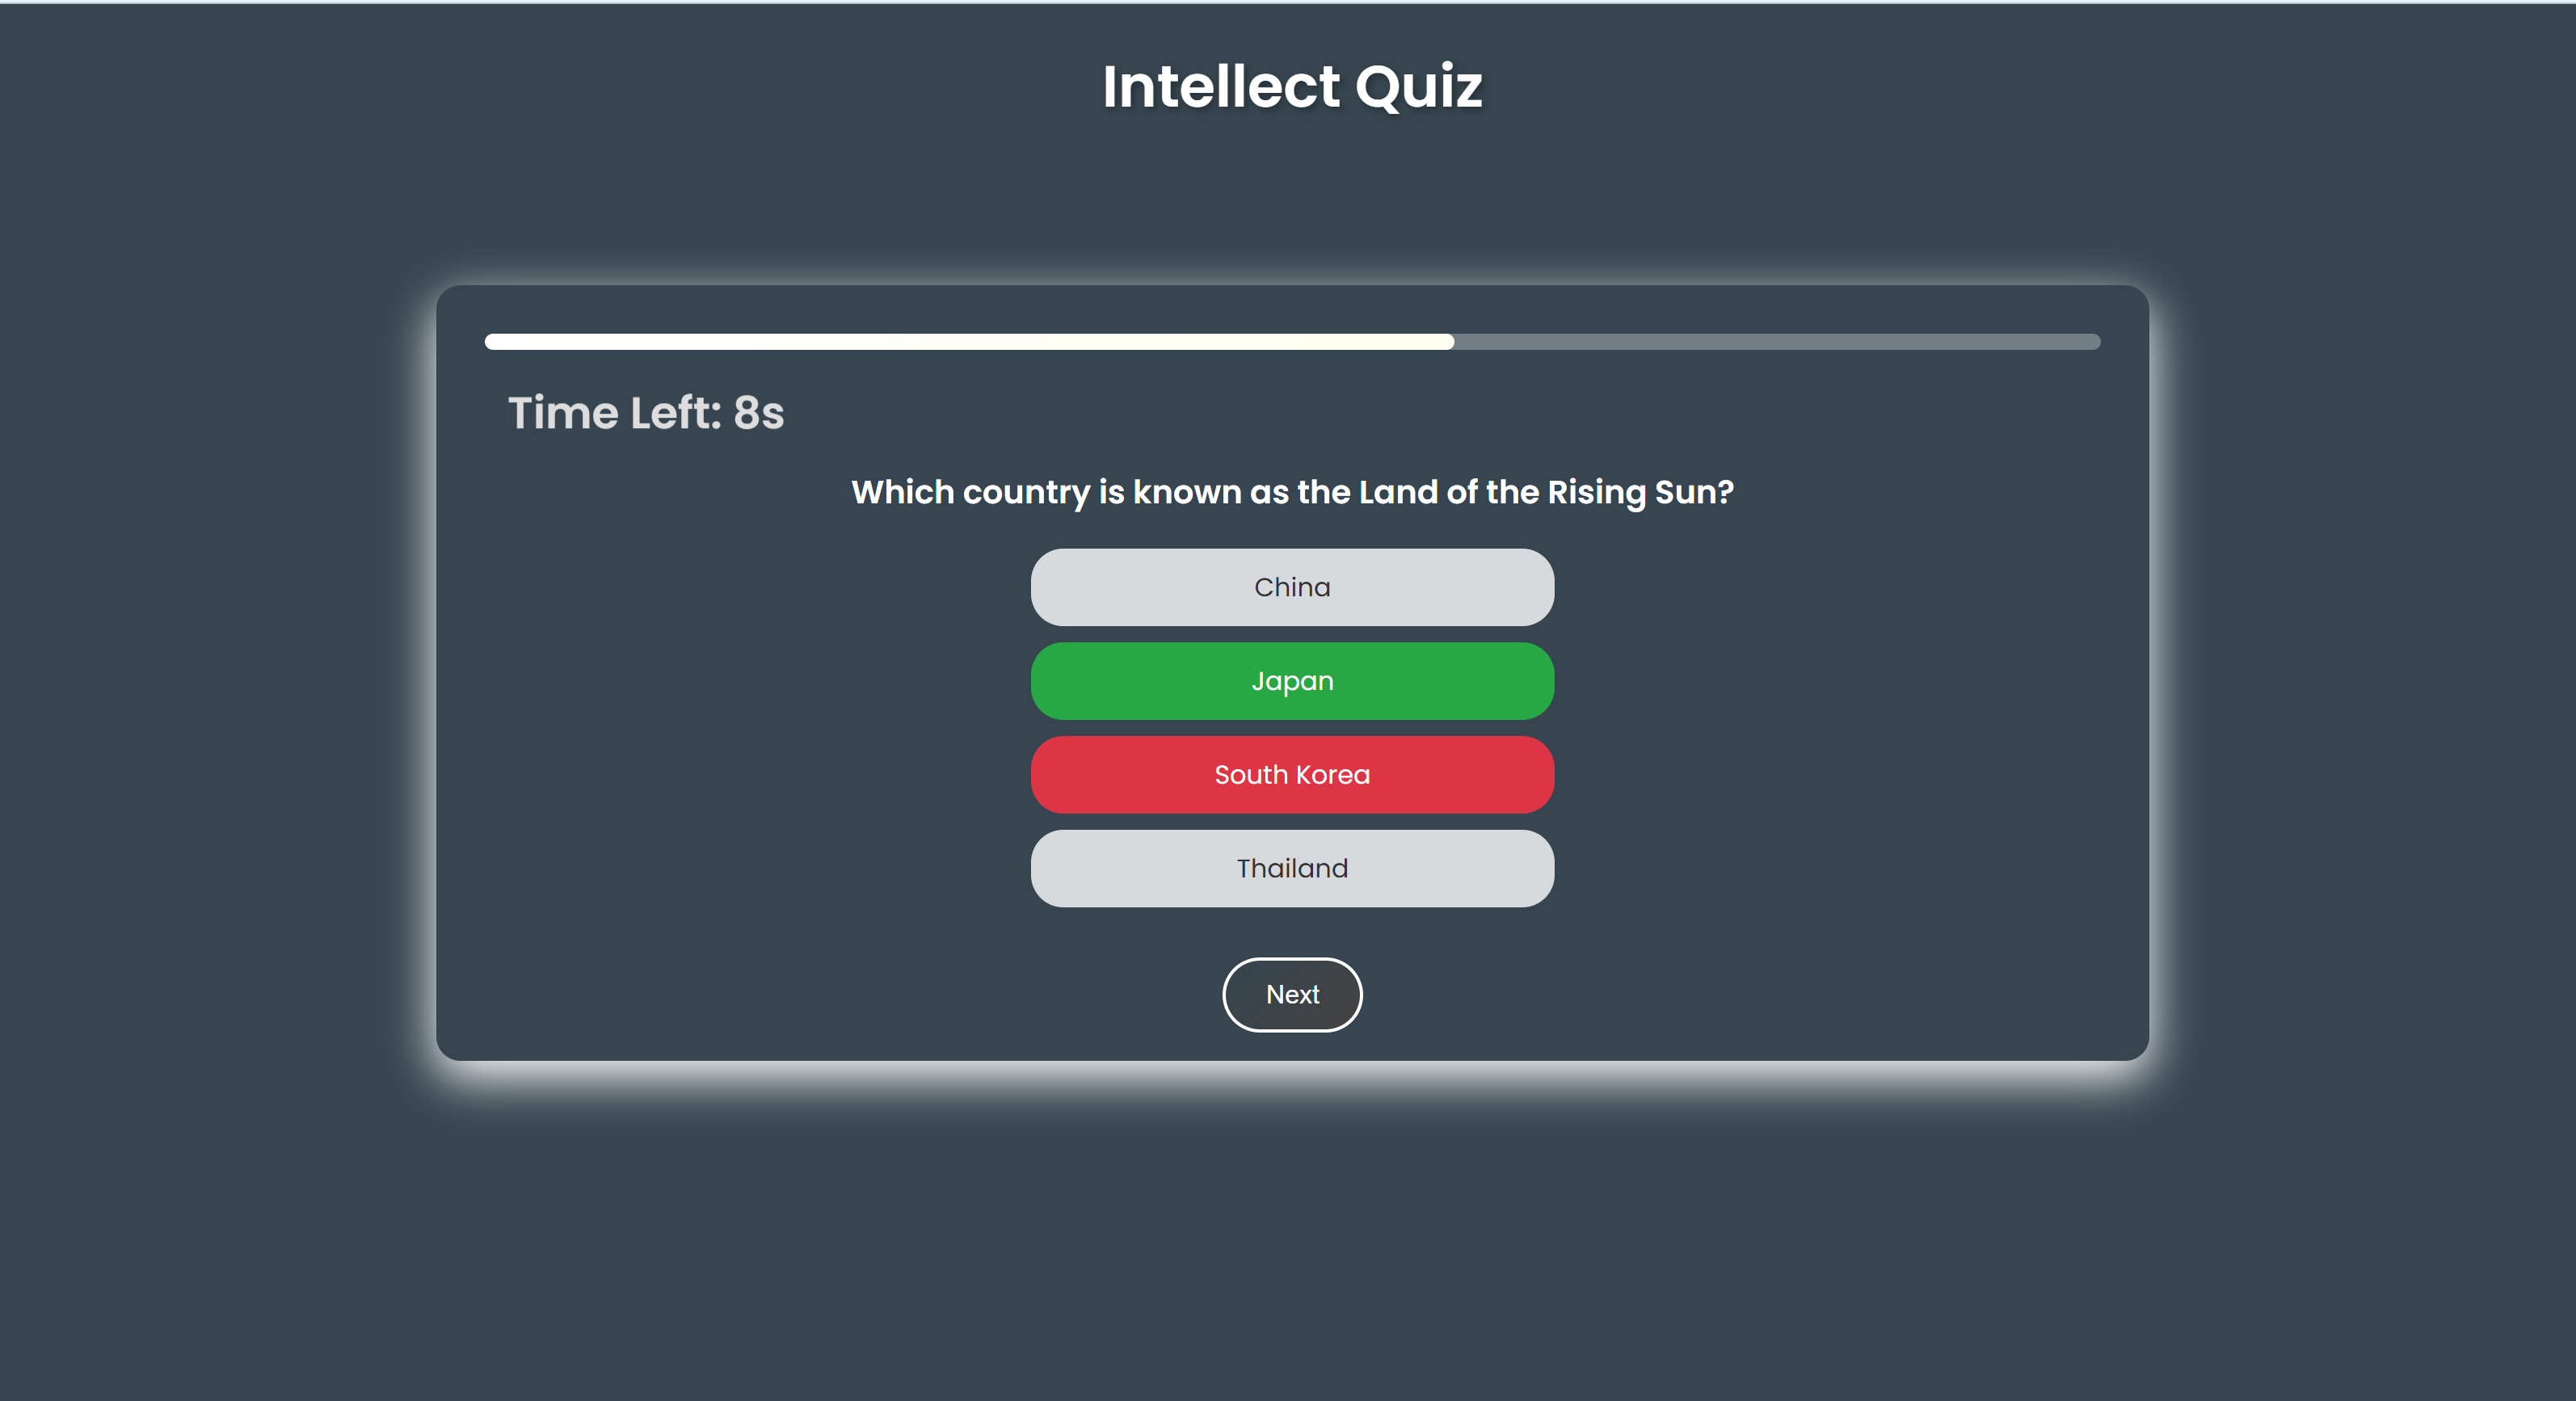 Intellect Quiz
Time Left: 8s
Which country is known as the Land of the Rising Sun?
China
Japan
South Korea
Thailand
Next